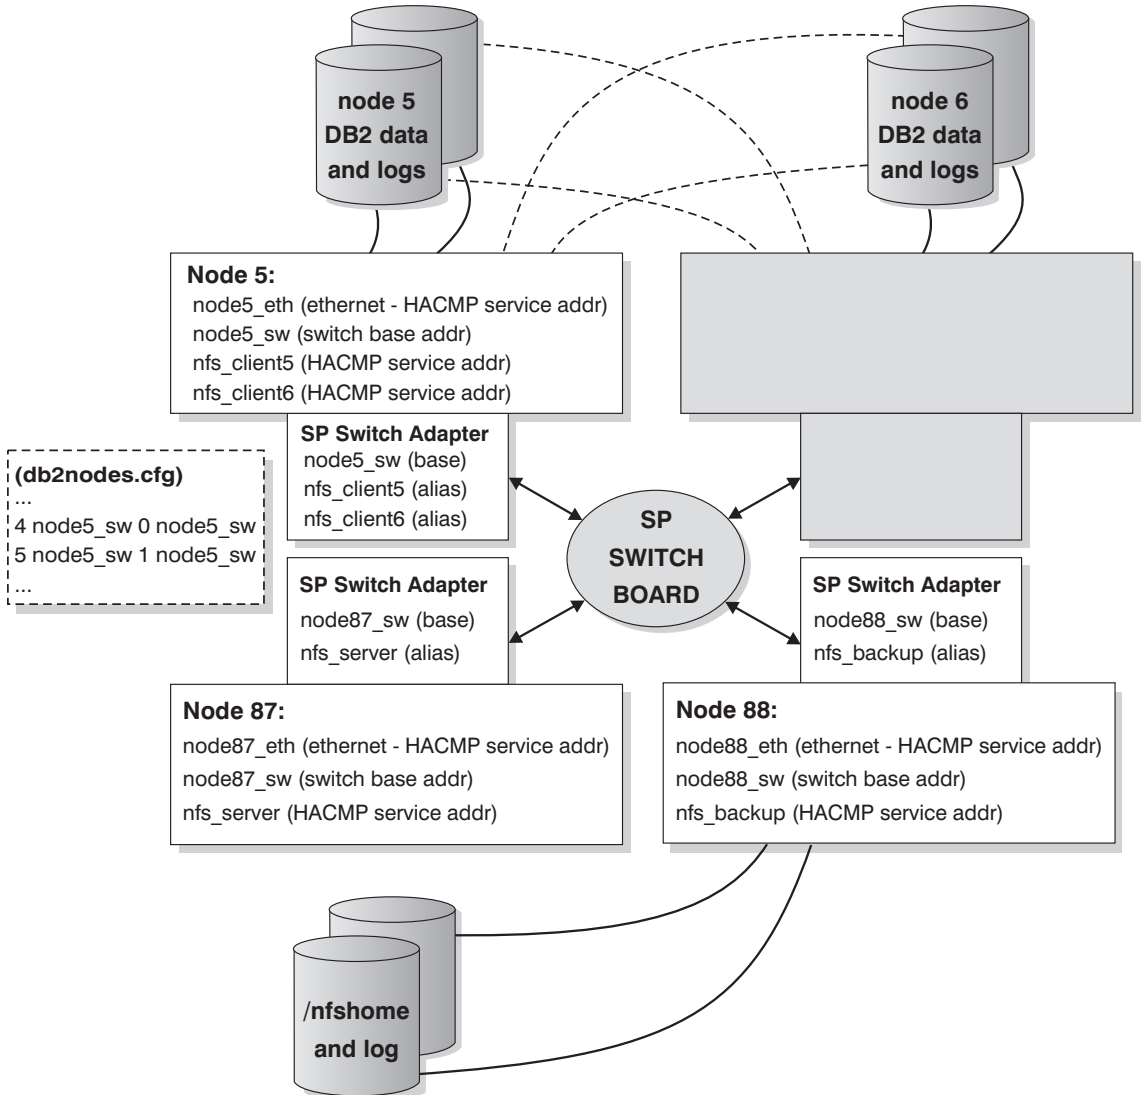 node 5
DB2 data
and logs
node 6
DB2 data
and logs
Node 5:
node5_eth (ethernet - HACMP service addr)
node5_sw (switch base addr)
nfs_client5 (HACMP service addr)
nfs_client6 (HACMP service addr)
SP Switch Adapter
node5_sw (base)
nfs_client5 (alias)
nfs_client6 (alias)
(db2nodes.cfg)
...
4 node5_sw 0 node5_sw
5 node5_sw 1 node5_sw
...
SP
SWITCH
BOARD
SP Switch Adapter
node87_sw (base)
nfs_server (alias)
SP Switch Adapter
node88_sw (base)
nfs_backup (alias)
Node 87:
node87_eth (ethernet - HACMP service addr)
node87_sw (switch base addr)
nfs_server (HACMP service addr)
Node 88:
node88_eth (ethernet - HACMP service addr)
node88_sw (switch base addr)
nfs_backup (HACMP service addr)
/nfshome
and log